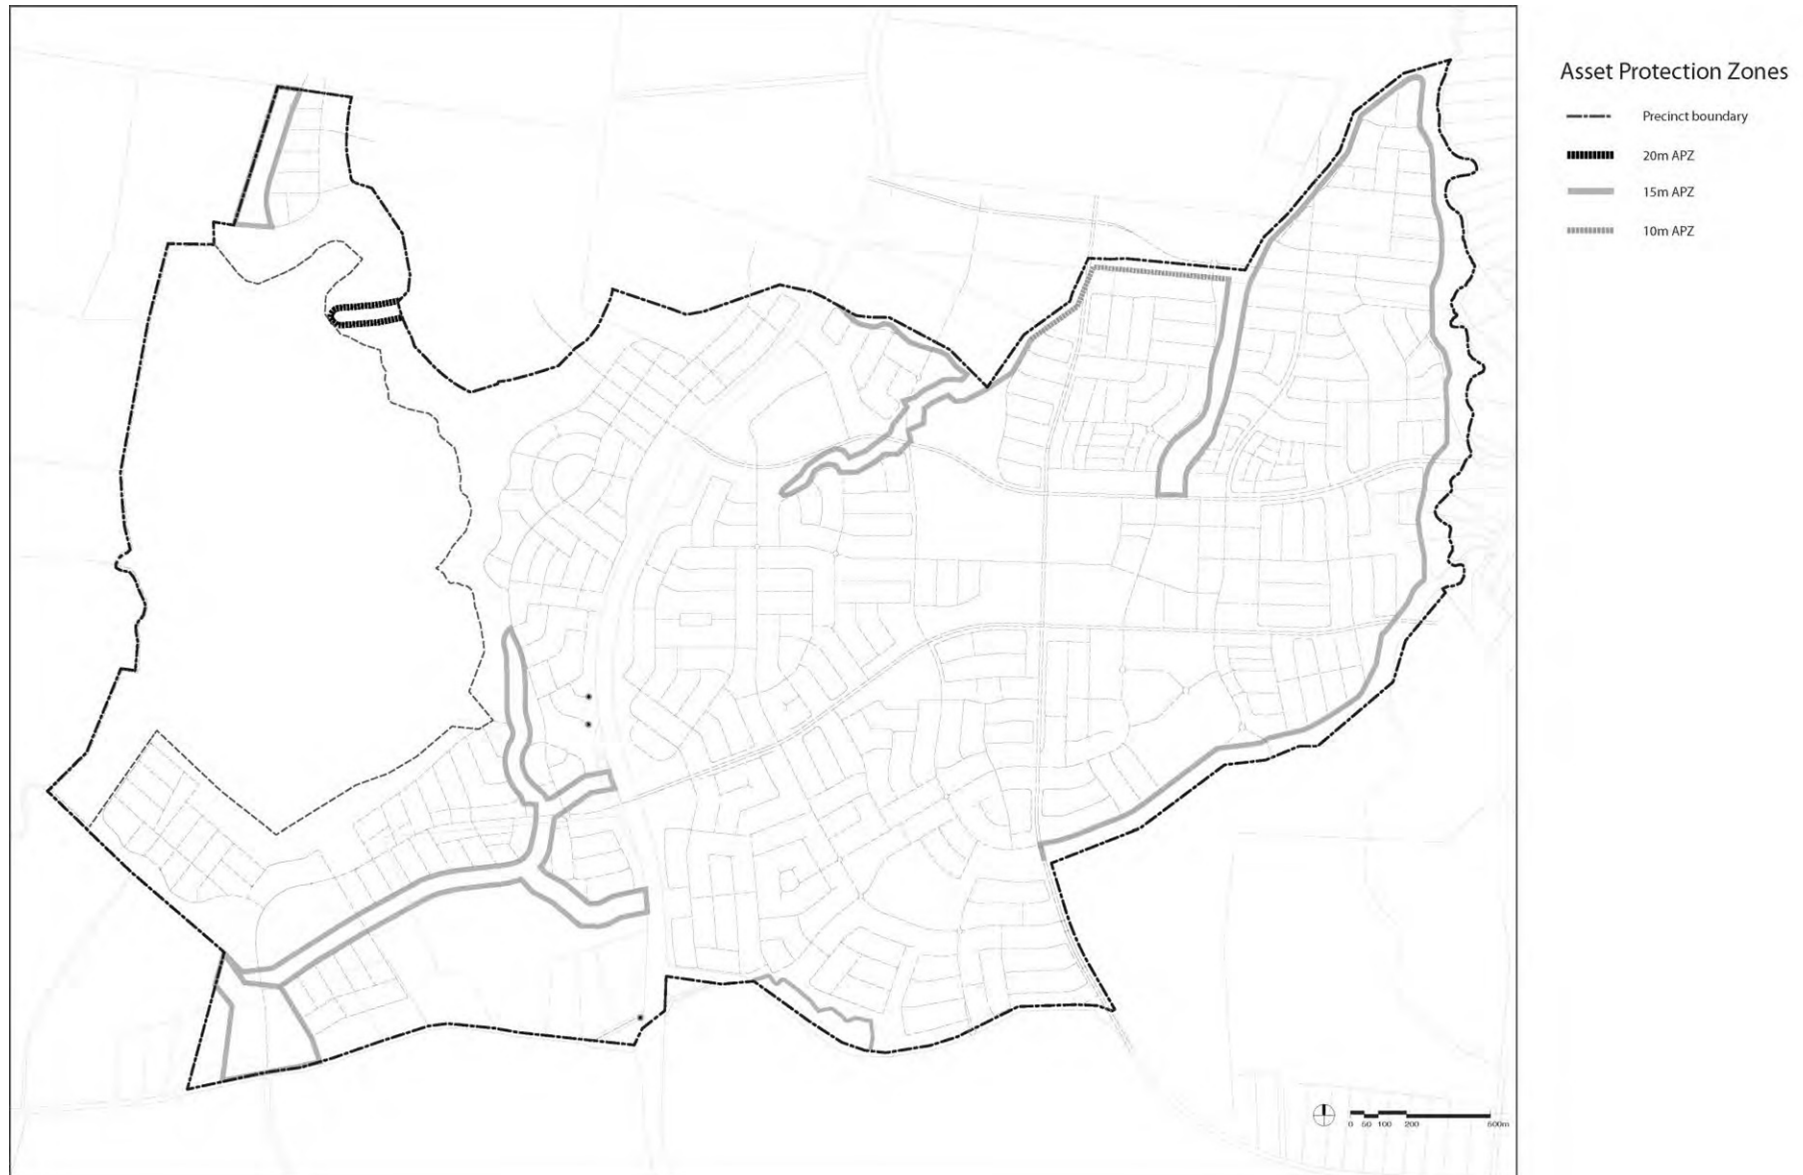 Asset Protection Zones
Precinct boundary
20m APZ
15m APZ
10m APZ
0 50 100 200 500m